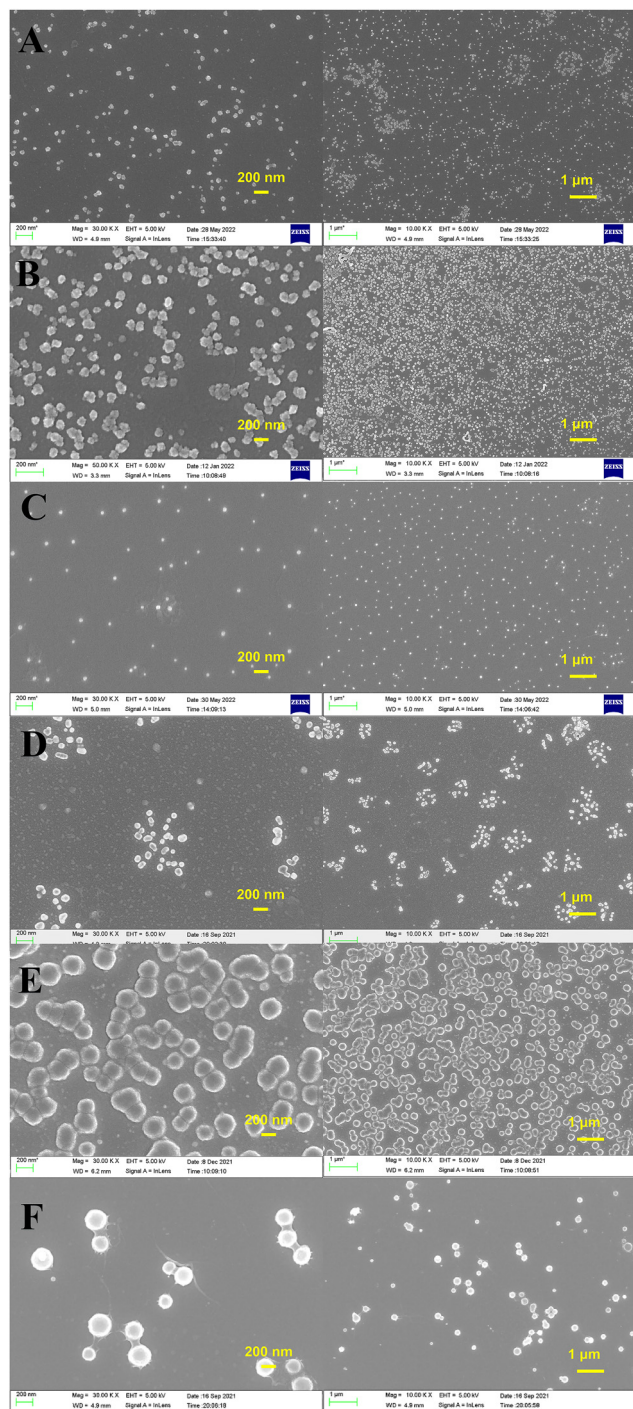 A
200 nm
1 µm
200 nm* Mag = 30.00 K X EHT = 5.00 kV Date :28 May 2022 ZEISS
WD = 4.9 mm Signal A = InLens Time :15:33:40
1 µm* Mag = 10.00 K X EHT = 5.00 kV Date :28 May 2022 ZEISS
WD = 4.9 mm Signal A = InLens Time :15:33:25
B
200 nm
1 µm
200 nm* Mag = 50.00 K X EHT = 5.00 kV Date :12 Jan 2022 ZEISS
WD = 3.3 mm Signal A = InLens Time :10:08:49
1 µm* Mag = 10.00 K X EHT = 5.00 kV Date :12 Jan 2022 ZEISS
WD = 3.3 mm Signal A = InLens Time :10:08:16
C
200 nm
1 µm
200 nm* Mag = 30.00 K X EHT = 5.00 kV Date :30 May 2022 ZEISS
WD = 5.0 mm Signal A = InLens Time :14:09:13
1 µm* Mag = 10.00 K X EHT = 5.00 kV Date :30 May 2022 ZEISS
WD = 5.0 mm Signal A = InLens Time :14:06:42
D
200 nm
1 µm
200 nm Mag = 30.00 K X EHT = 5.00 kV Date :16 Sep 2021
1 µm Mag = 10.00 K X EHT = 5.00 kV Date :16 Sep 2021
E
200 nm
1 µm
200 nm* Mag = 30.00 K X EHT = 5.00 kV Date :8 Dec 2021
WD = 6.2 mm Signal A = InLens Time :10:09:10
1 µm* Mag = 10.00 K X EHT = 5.00 kV Date :8 Dec 2021
WD = 6.2 mm Signal A = InLens Time :10:08:51
F
200 nm
1 µm
200 nm Mag = 30.00 K X EHT = 5.00 kV Date :16 Sep 2021
WD = 4.9 mm Signal A = InLens Time :20:06:19
1 µm Mag = 10.00 K X EHT = 5.00 kV Date :16 Sep 2021
WD = 4.9 mm Signal A = InLens Time :20:05:58